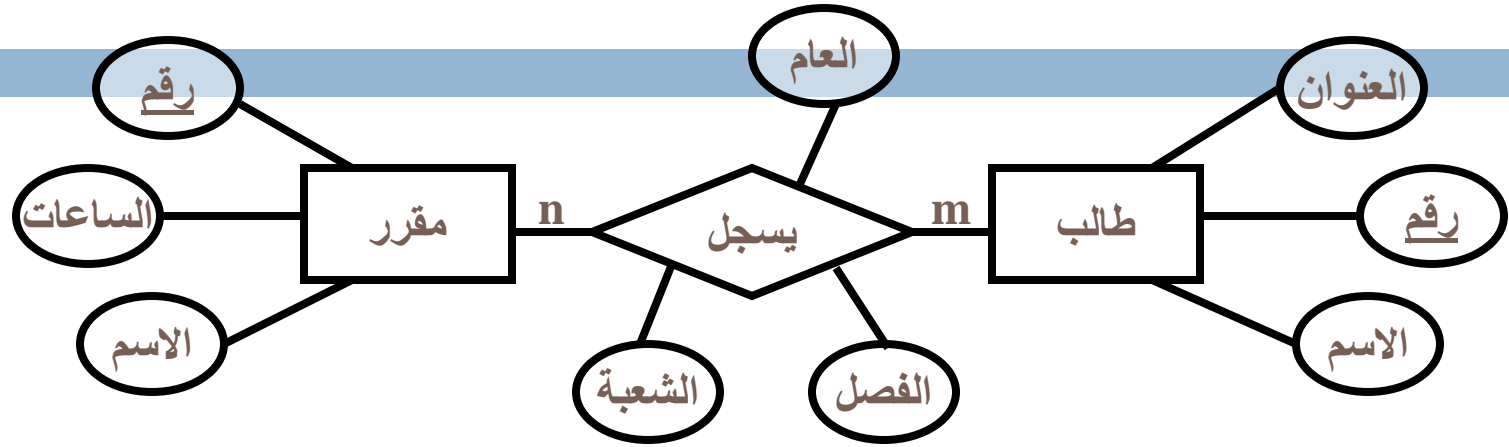 العام
العنوان
رقم
رقم
طالب
m
يسجل
n
مقرر
الساعات
الاسم
الاسم
الفصل
الشعبة